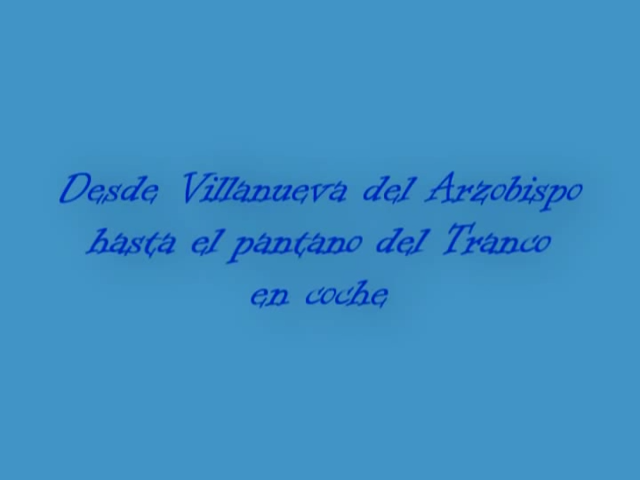 Desde Villanueva del Arzobispo
hasta el pantano del Tranco
en coche